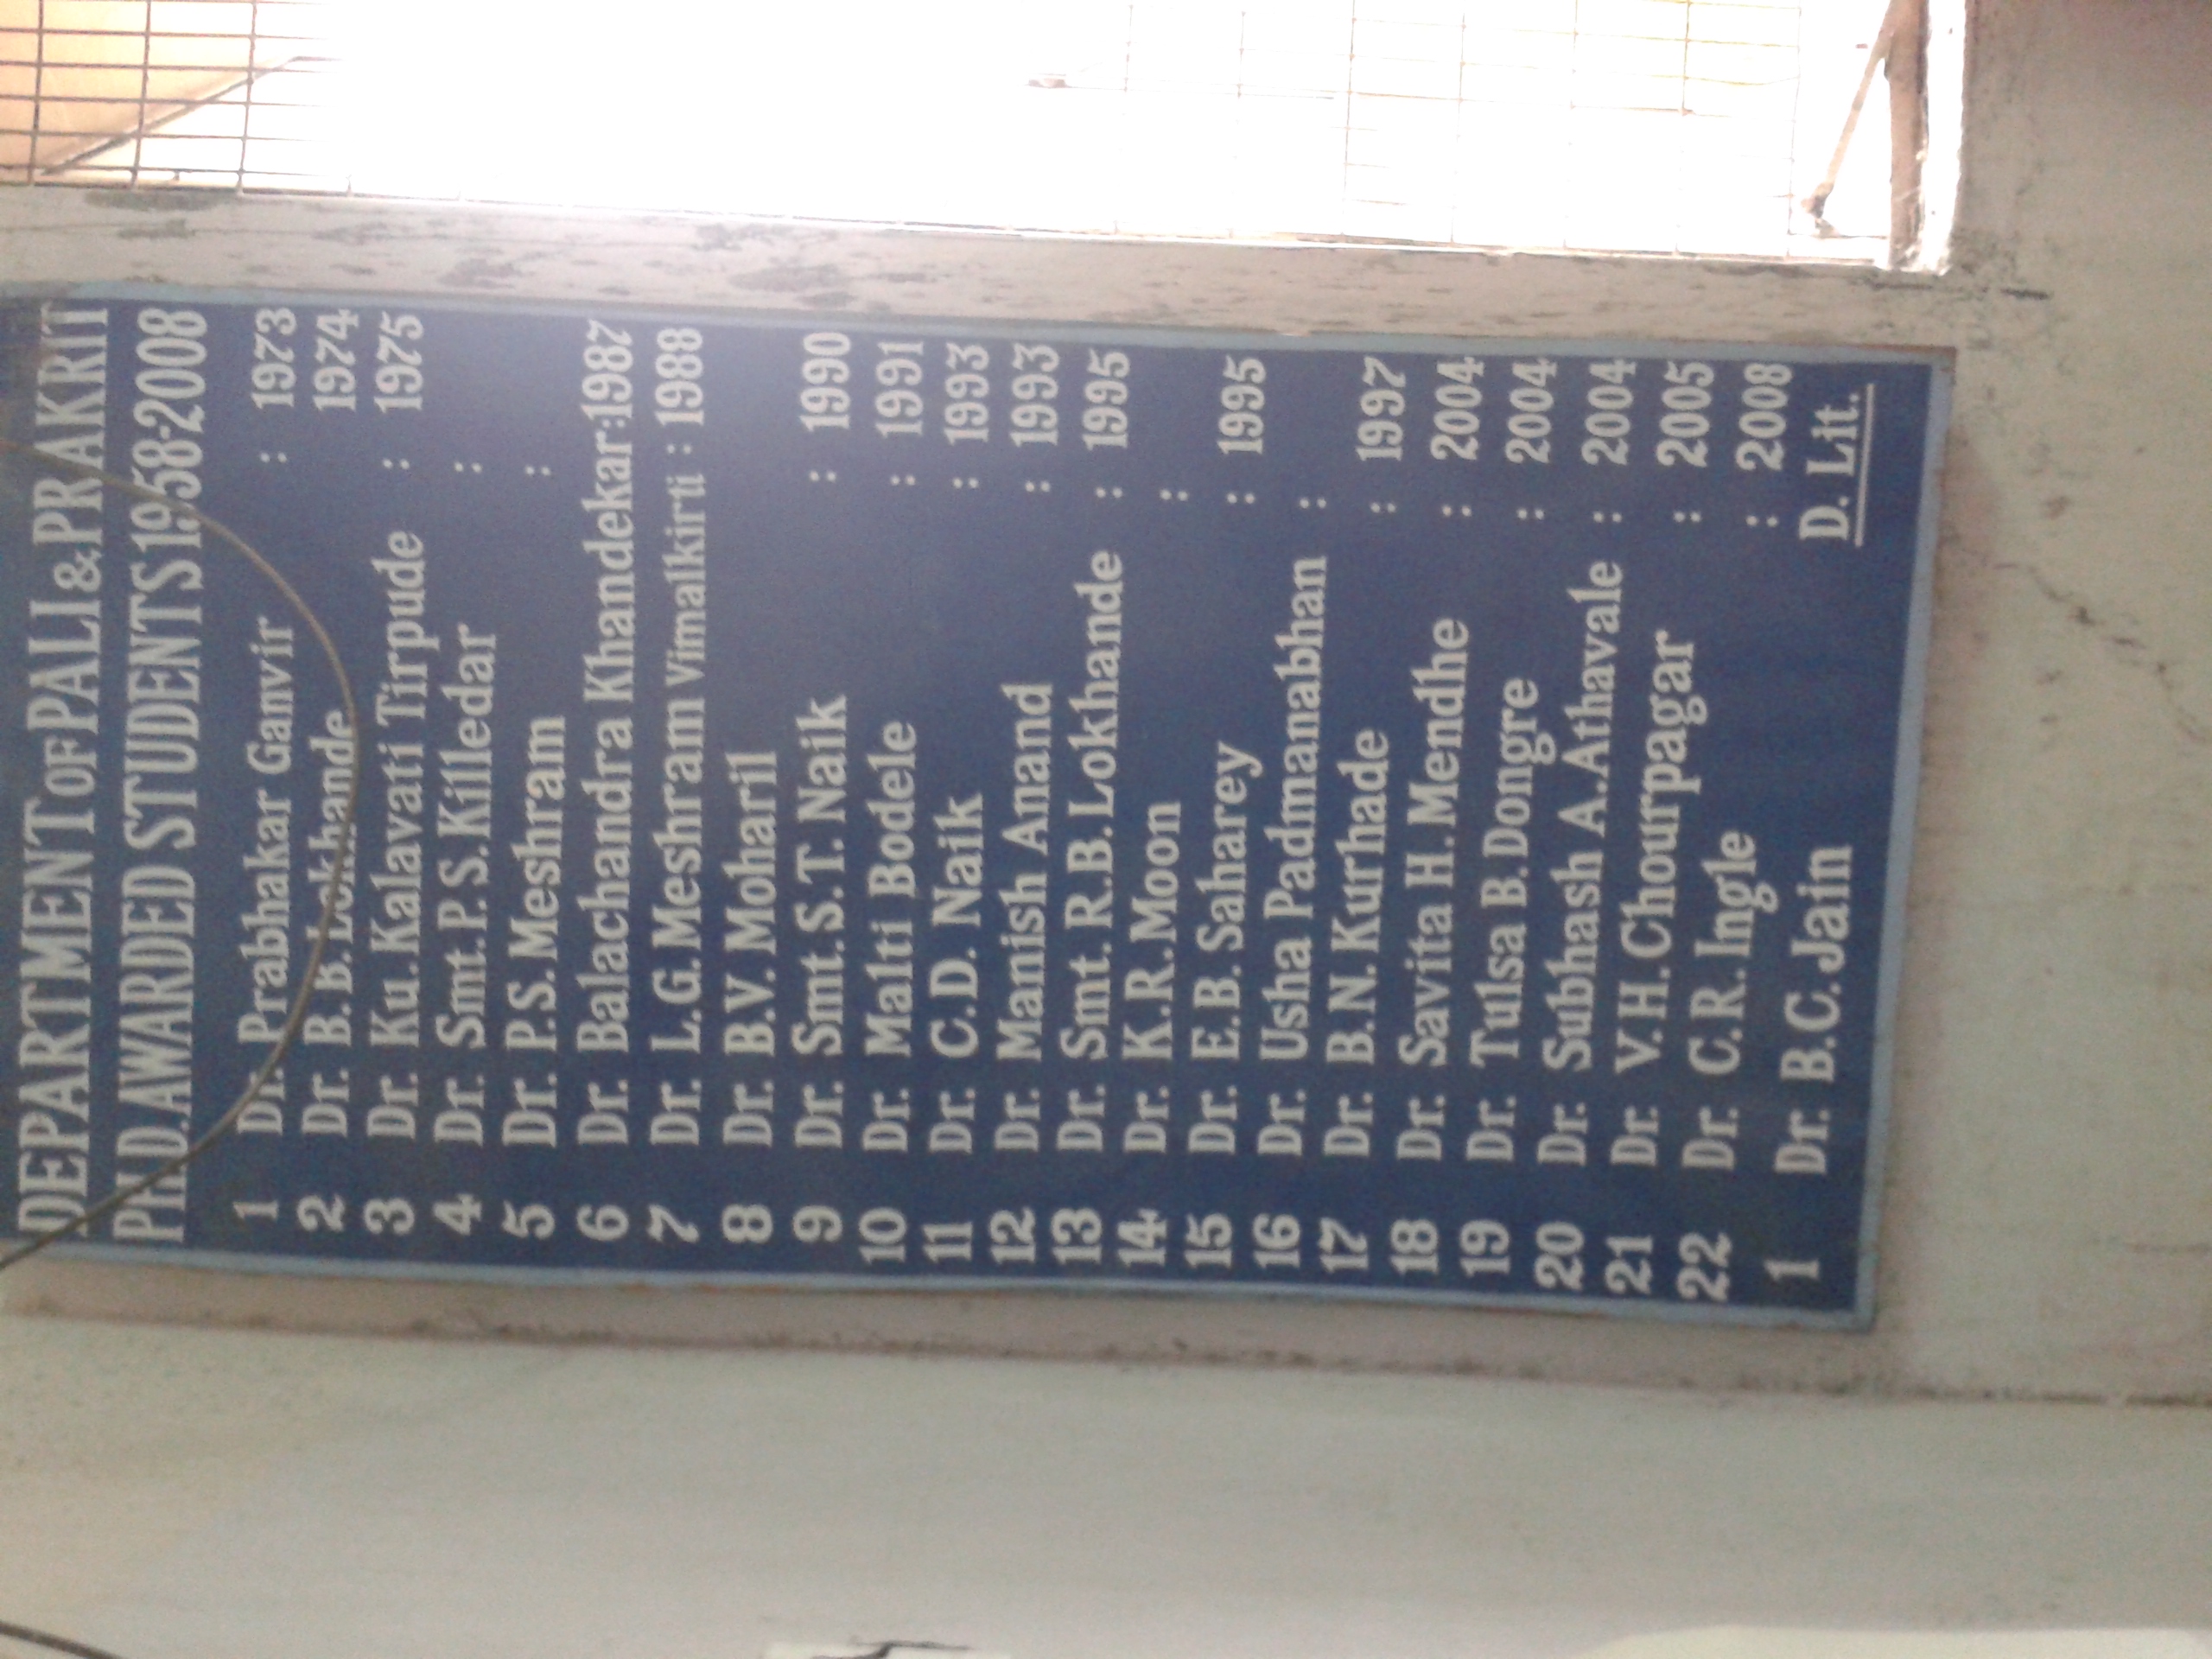 DEPARTMENT OF PALI & PRAKRIT
PH.D. AWARDED STUDENTS 1958-2008
1 Dr. Prabhakar Ganvir : 1973
2 Dr. B. B. Lokhande 1974
3 Dr. Ku. Kalavati Tirpude : 1975
4 Dr. Smt. P. S. Killedar :
5 Dr. P.S. Meshram :
6 Dr. Balachandra Khandekar :1987
7 Dr. L.G. Meshram Vimalkirti : 1988
8 Dr. B.V. Moharil
9 Dr. Smt. S.T. Naik : 1990
10 Dr. Malti Bodele : 1991
11 Dr. C.D. Naik : 1993
12 Dr. Manish Anand : 1993
13 Dr. Smt. R.B. Lokhande : 1995
14 Dr. K.R. Moon :
15 Dr. E.B. Saharey : 1995
16 Dr. Usha Padmanabhan :
17 Dr. B.N. Kurhade : 1997
18 Dr. Savita H. Mendhe : 2004
19 Dr. Tulsa B. Dongre : 2004
20 Dr. Subhash A. Athavale : 2004
21 Dr. V.H. Chourpagar : 2005
22 Dr. C.R. Ingle : 2008
1 Dr. B.C. Jain D. Lit.